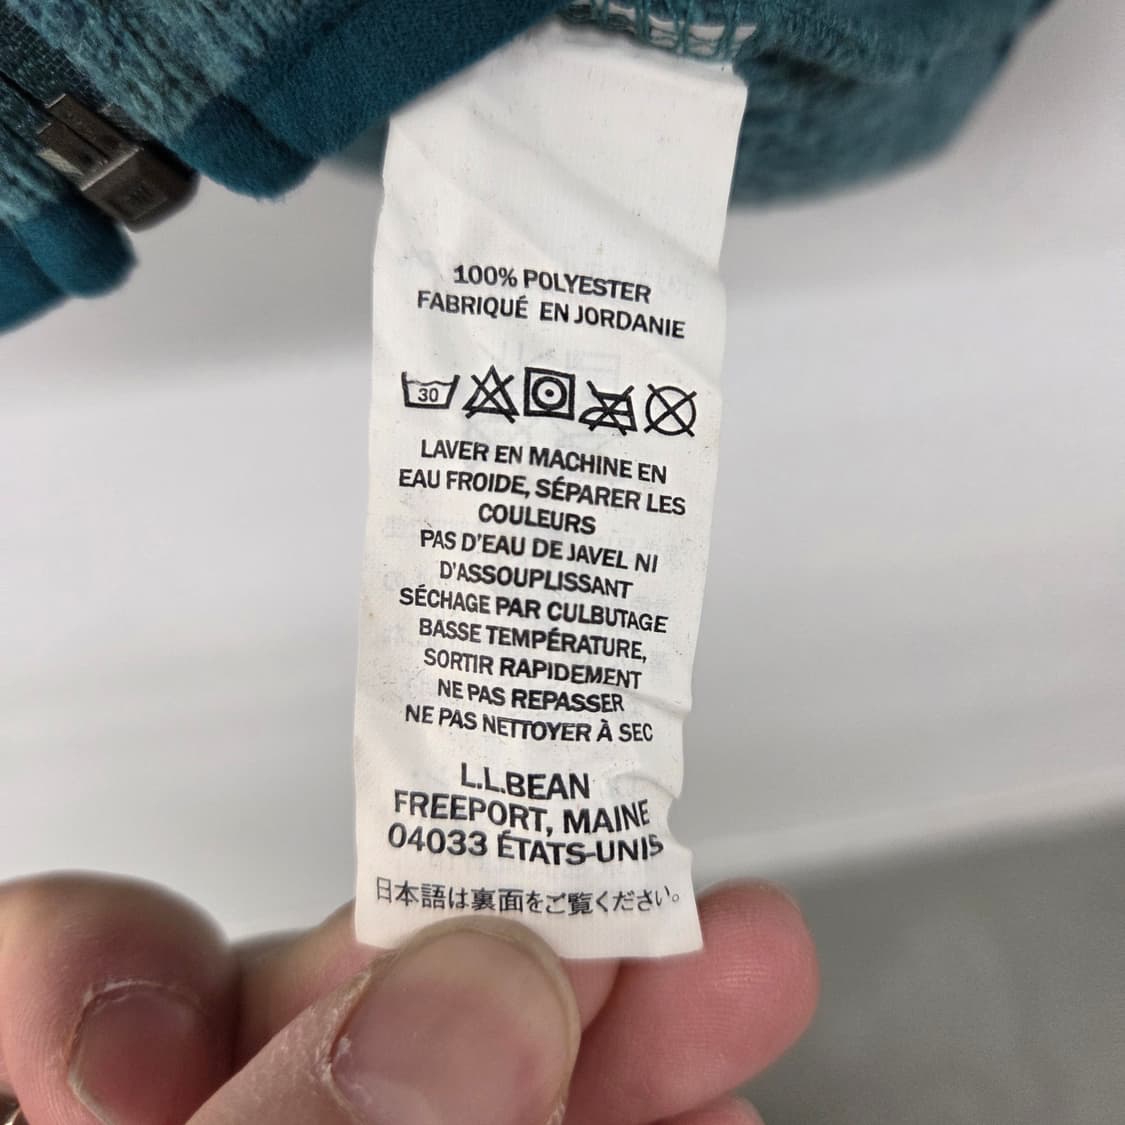 100% POLYESTER
FABRIQUÉ EN JORDANIE
30
LAVER EN MACHINE EN
EAU FROIDE, SÉPARER LES
COULEURS
PAS D'EAU DE JAVEL NI
D'ASSOUPLISSANT
SÉCHAGE PAR CULBUTAGE
BASSE TEMPÉRATURE,
SORTIR RAPIDEMENT
NE PAS REPASSER
NE PAS NETTOYER À SEC
L.L.BEAN
FREEPORT, MAINE
04033 ÉTATS-UNIS
日本語は裏面をご覧ください。